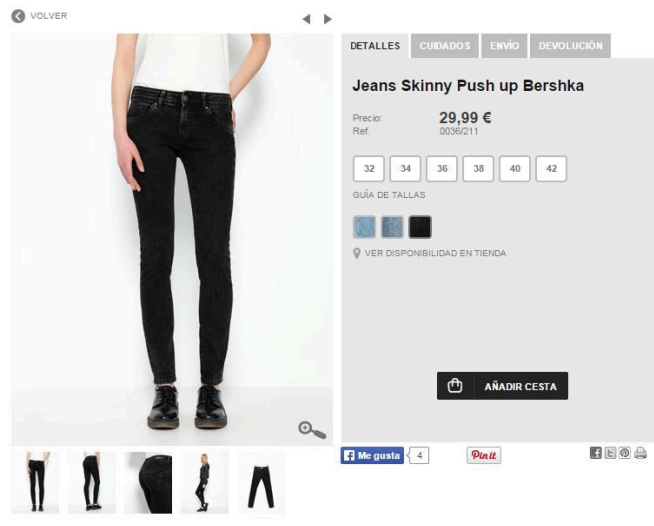 VOLVER
DETALLES CUIDADOS ENVÍO DEVOLUCIÓN
Jeans Skinny Push up Bershka
Precio: 29,99 €
Ref. 0036/211
32 34 36 38 40 42
GUÍA DE TALLAS
VER DISPONIBILIDAD EN TIENDA
AÑADIR CESTA
Me gusta 4
Pin it